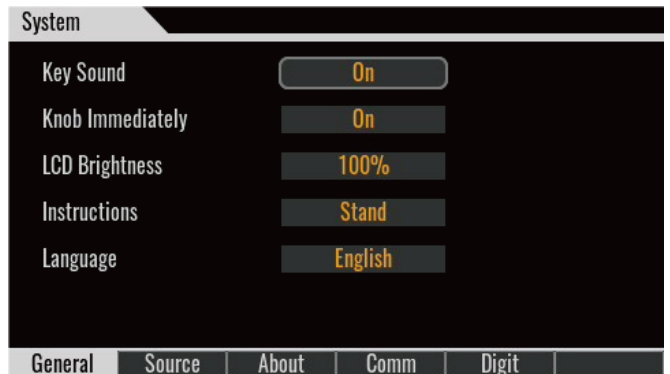 System
Key Sound On
Knob Immediately On
LCD Brightness 100%
Instructions Stand
Language English
General Source About Comm Digit